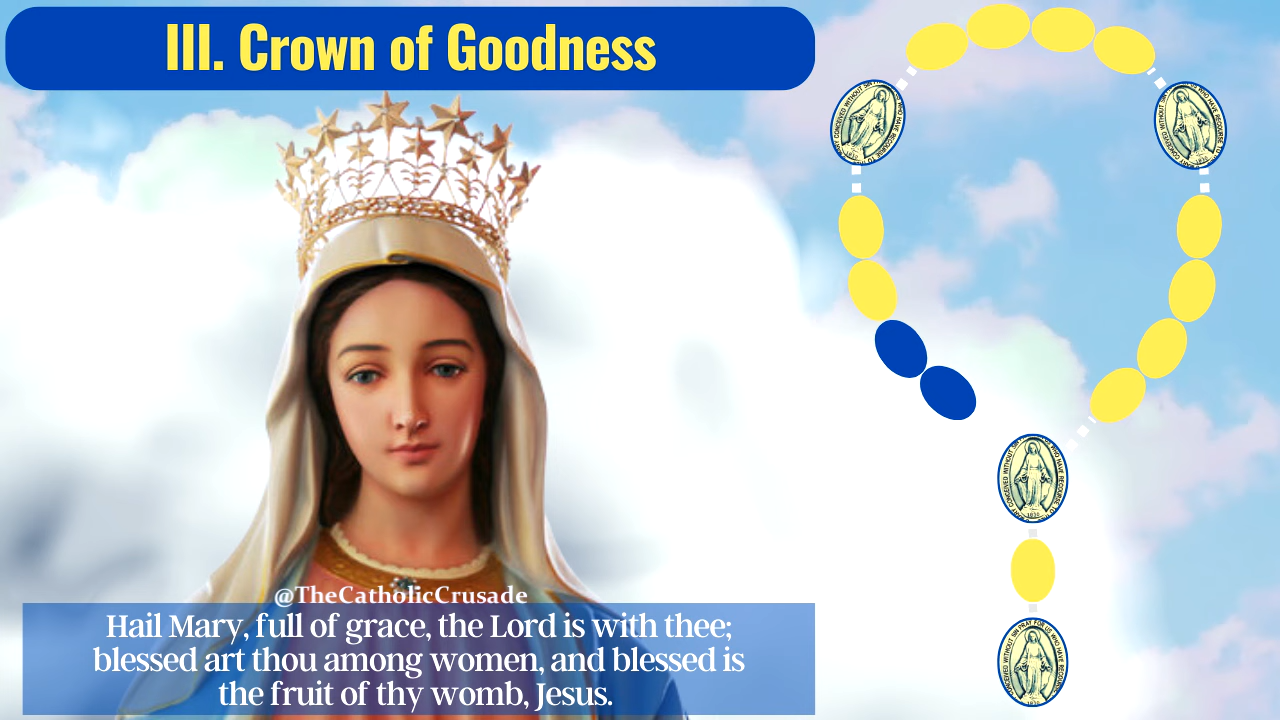 III. Crown of Goodness
@TheCatholicCrusade
Hail Mary, full of grace, the Lord is with thee;
blessed art thou among women, and blessed is
the fruit of thy womb, Jesus.